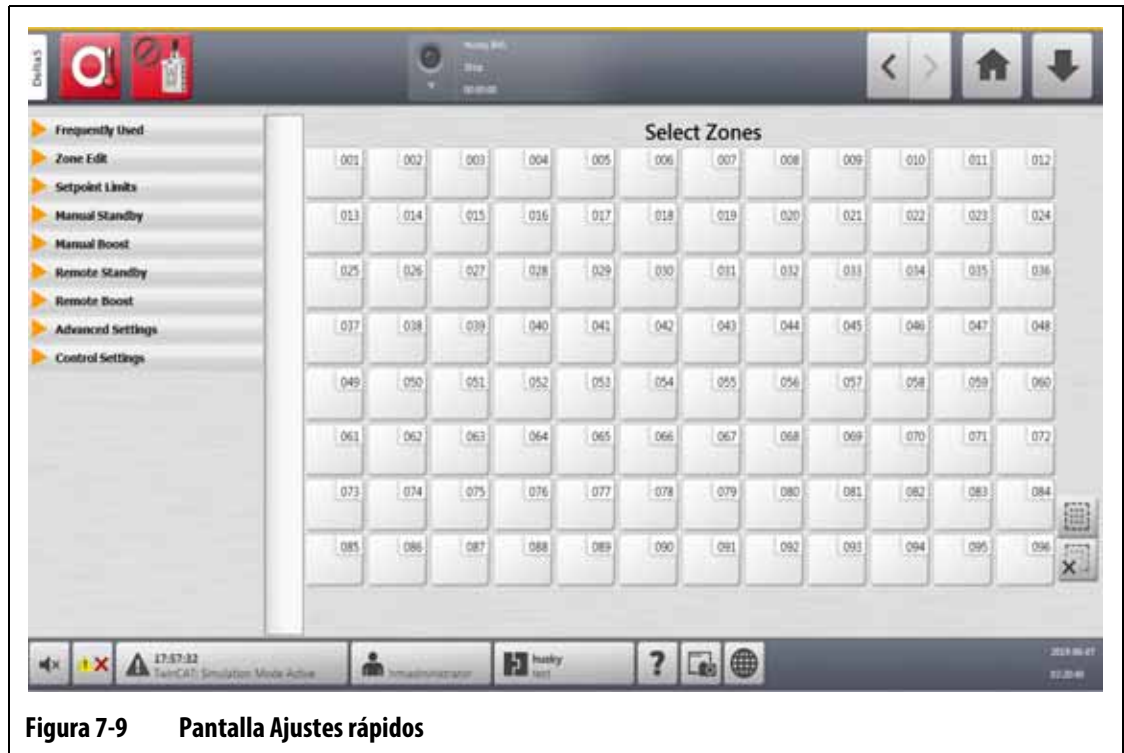 Delta5
Stop
Frequently Used
Zone Edit
Setpoint Limits
Manual Standby
Manual Boost
Remote Standby
Remote Boost
Advanced Settings
Control Settings
Select Zones
001 002 003 004 005 006 007 008 009 010 011 012
013 014 015 016 017 018 019 020 021 022 023 024
025 026 027 028 029 030 031 032 033 034 035 036
037 038 039 040 041 042 043 044 045 046 047 048
049 050 051 052 053 054 055 056 057 058 059 060
061 062 063 064 065 066 067 068 069 070 071 072
073 074 075 076 077 078 079 080 081 082 083 084
085 086 087 088 089 090 091 092 093 094 095 096
17:57:32
TwinCAT: Simulation Mode Active
hmadministrator
husky
test
?
Figura 7-9 Pantalla Ajustes rápidos